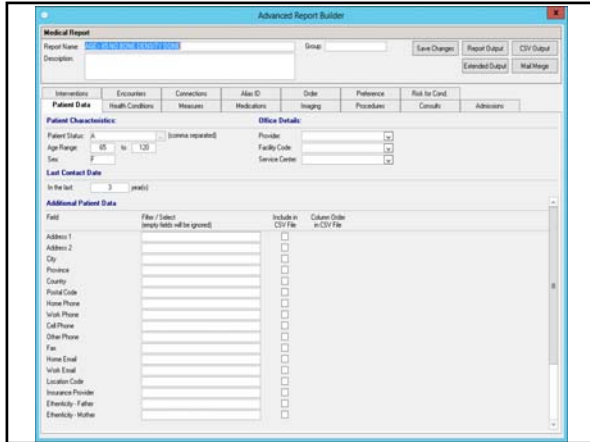 Advanced Report Builder
x
Medical Report
Report Name: AGE> 65 NO BONE DENSITY DONE
Group:
Save Changes
Report Output
CSV Output
Description:
Extended Output
Mail Merge
Interventions
Encounters
Connections
Alias ID
Order
Preference
Risk for Cond.
Patient Data
Health Conditions
Measures
Medications
Imaging
Procedures
Consults
Admissions
Patient Characteristics:
Office Details:
Patient Status: A
(comma separated)
Provider:
Age Range: 65 to 120
Facility Code:
Sex: F
Service Center:
Last Contact Date
In the last: 3 year(s)
Additional Patient Data
Field
Filter / Select
(empty fields will be ignored)
Include in
CSV File
Column Order
in CSV File
Address 1
Address 2
City
Province
Country
Postal Code
Home Phone
Work Phone
Cell Phone
Other Phone
Fax
Home Email
Work Email
Location Code
Insurance Provider
Ethenticity - Father
Ethenticity - Mother